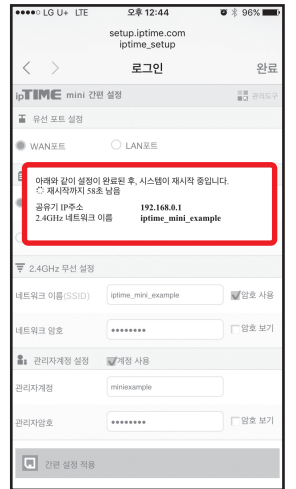 LG U+ LTE 오후 12:44 96%
setup.iptime.com
iptime_setup
로그인 완료
ipTIME mini 간편 설정 관리도구
유선 포트 설정
WAN포트 LAN포트
아래와 같이 설정이 완료된 후, 시스템이 재시작 중입니다.
재시작까지 58초 남음
공유기 IP주소 192.168.0.1
2.4GHz 네트워크 이름 iptime_mini_example
2.4GHz 무선 설정
네트워크 이름(SSID) iptime_mini_example 암호 사용
네트워크 암호 •••••••• 암호 보기
관리자계정 설정 계정 사용
관리자계정 miniexample
관리자암호 •••••••• 암호 보기
간편 설정 적용